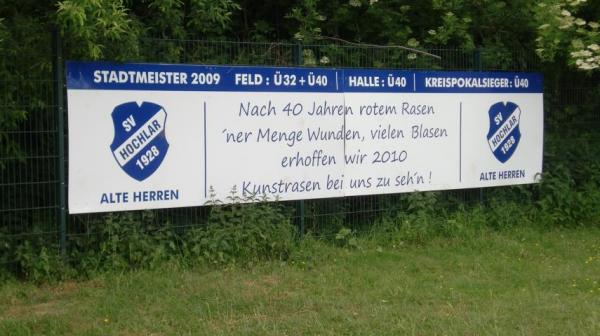 STADTMEISTER 2009 FELD : Ü32 + Ü40 HALLE : Ü40 KREISPOKALSIEGER: Ü40
SV
HOCHLAR
1928
ALTE HERREN
Nach 40 Jahren rotem Rasen
´ner Menge Wunden, vielen Blasen
erhoffen wir 2010
Kunstrasen bei uns zu seh´n !
SV
HOCHLAR
1928
ALTE HERREN